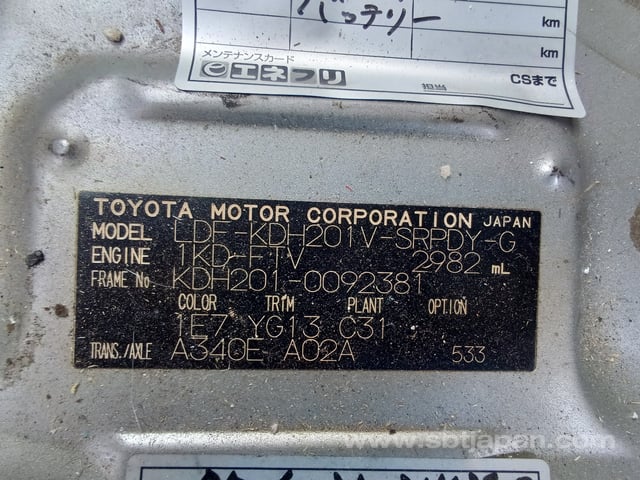 バッテリー km
km
メンテナンスカード
エネフリ CSまで
TOYOTA MOTOR CORPORATION JAPAN
MODEL LDF-KDH201V-SRPDY-G
ENGINE 1KD-FTV 2982 mL
FRAME No KDH201-0092381
COLOR TRIM PLANT OPTION
1E7 YG13 C31
TRANS./AXLE A340E A02A 533
www.sbtjapan.com